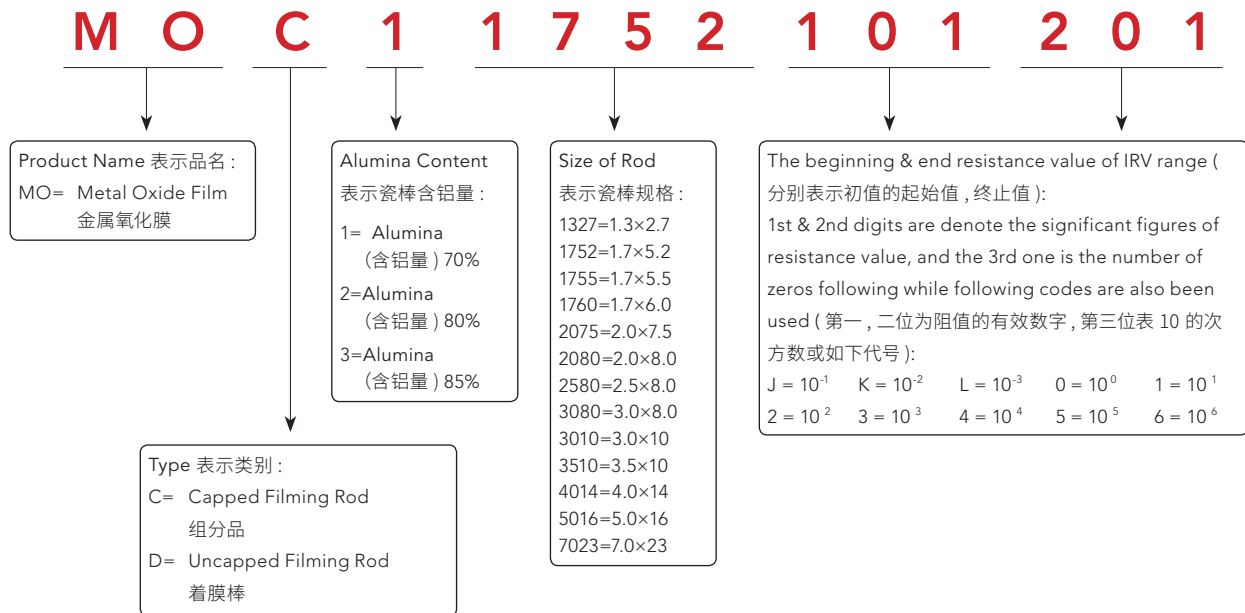 M O C 1 1 7 5 2 1 0 1 2 0 1
Product Name 表示品名 :
MO= Metal Oxide Film
金属氧化膜
Alumina Content
表示瓷棒含铝量 :
1= Alumina
(含铝量 ) 70%
2=Alumina
(含铝量 ) 80%
3=Alumina
(含铝量 ) 85%
Size of Rod
表示瓷棒规格 :
1327=1.3×2.7
1752=1.7×5.2
1755=1.7×5.5
1760=1.7×6.0
2075=2.0×7.5
2080=2.0×8.0
2580=2.5×8.0
3080=3.0×8.0
3010=3.0×10
3510=3.5×10
4014=4.0×14
5016=5.0×16
7023=7.0×23
The beginning & end resistance value of IRV range (
分别表示初值的起始值 , 终止值 ):
1st & 2nd digits are denote the significant figures of
resistance value, and the 3rd one is the number of
zeros following while following codes are also been
used ( 第一 , 二位为阻值的有效数字 , 第三位表 10 的次
方数或如下代号 ):
J = 10⁻¹ K = 10⁻² L = 10⁻³ 0 = 10⁰ 1 = 10¹
2 = 10² 3 = 10³ 4 = 10⁴ 5 = 10⁵ 6 = 10⁶
Type 表示类别 :
C= Capped Filming Rod
组分品
D= Uncapped Filming Rod
着膜棒